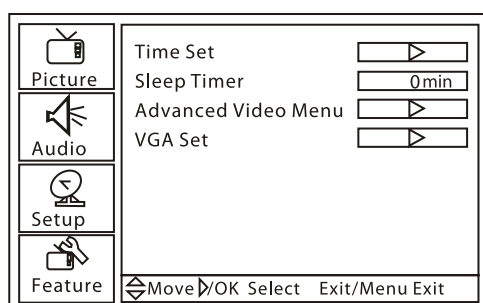 Picture
Audio
Setup
Feature
Time Set
Sleep Timer 0min
Advanced Video Menu
VGA Set
Move /OK Select Exit/Menu Exit